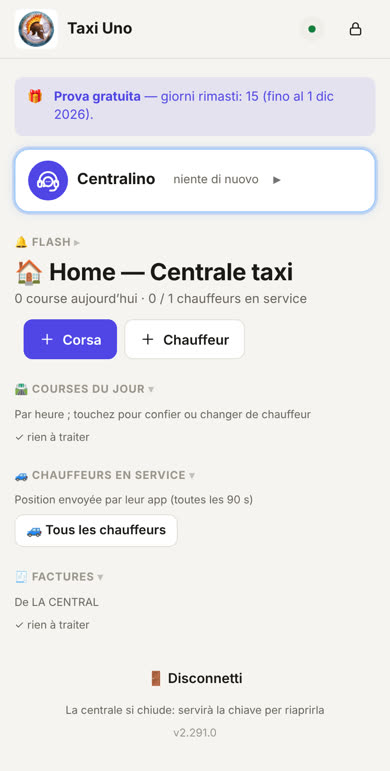 Taxi Uno
Prova gratuita — giorni rimasti: 15 (fino al 1 dic
2026).
Centralino niente di nuovo ▸
FLASH ▸
Home — Centrale taxi
0 course aujourd’hui · 0 / 1 chauffeurs en service
+ Corsa + Chauffeur
COURSES DU JOUR ▾
Par heure ; touchez pour confier ou changer de chauffeur
✓ rien à traiter
CHAUFFEURS EN SERVICE ▾
Position envoyée par leur app (toutes les 90 s)
Tous les chauffeurs
FACTURES ▾
De LA CENTRAL
✓ rien à traiter
Disconnetti
La centrale si chiude: servirà la chiave per riaprirla
v2.291.0